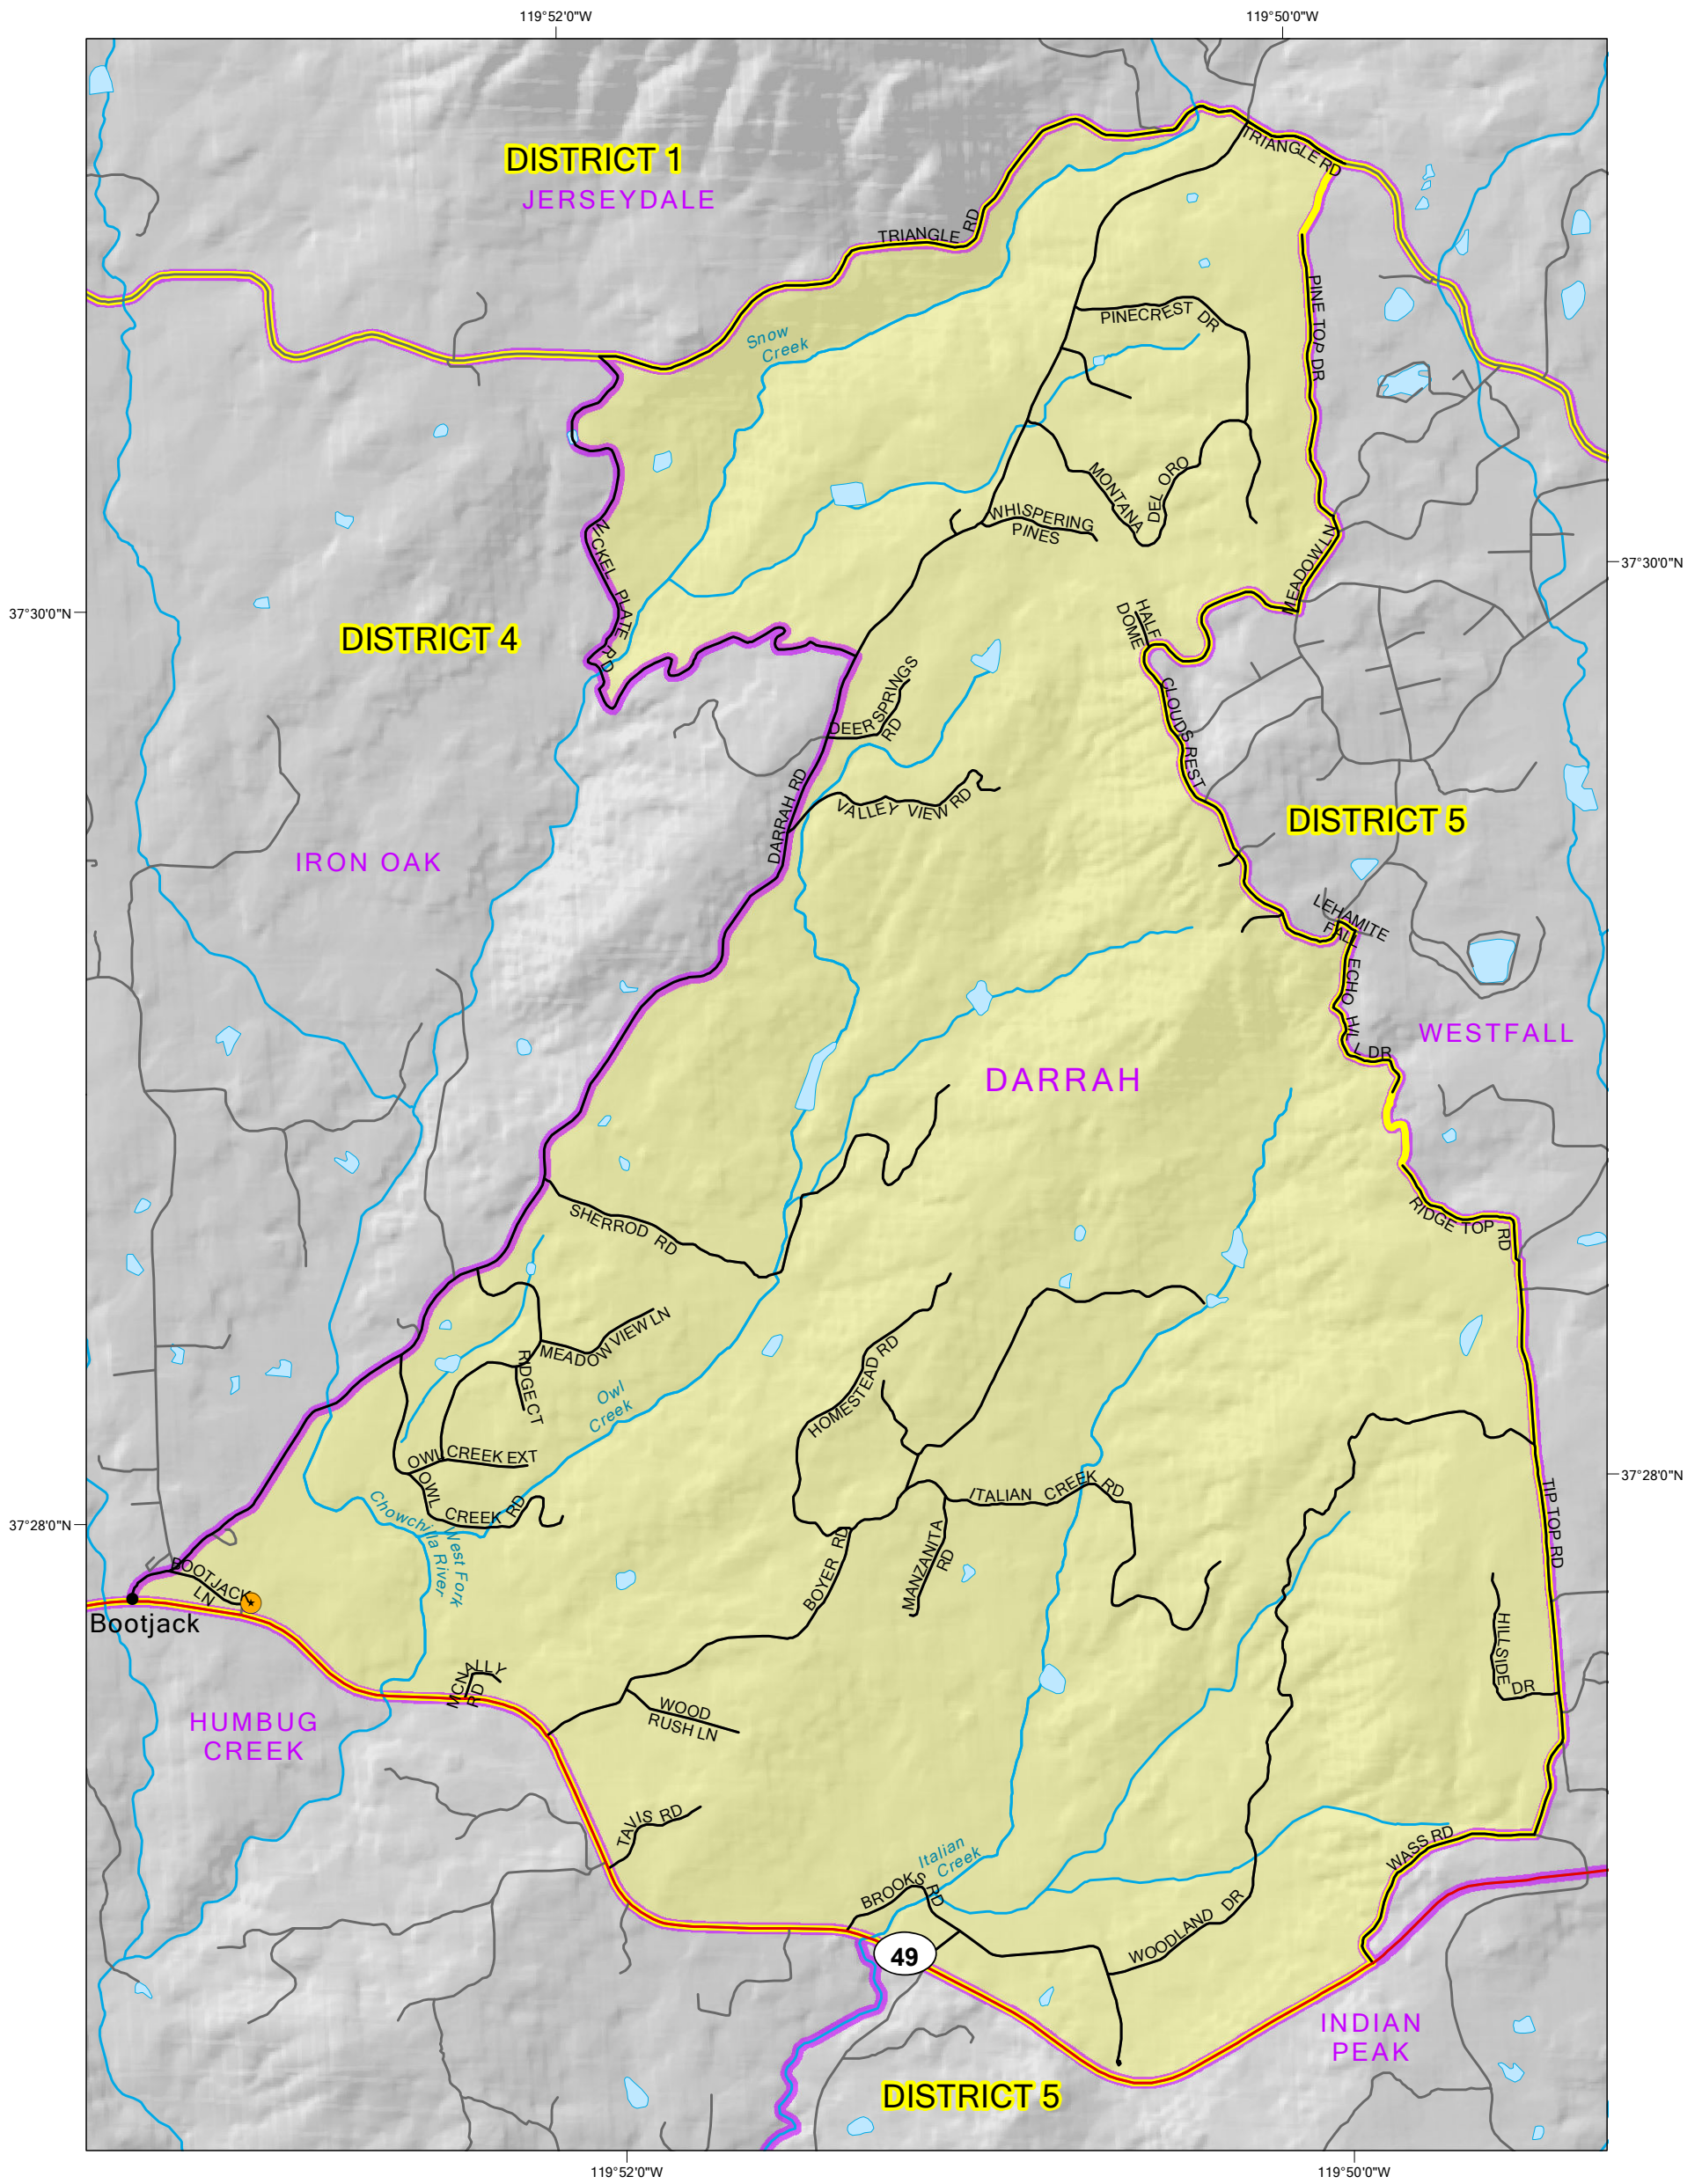 119°52'0"W
119°50'0"W
DISTRICT 1
JERSEYDALE
TRIANGLE RD
TRIANGLE RD
PINE TOP DR
PINECREST DR
Snow
Creek
MONTANA
DEL ORO
WHISPERING
PINES
NICKEL PLATE RD
MEADOW LN
37°30'0"N
37°30'0"N
HALF
DOME
DISTRICT 4
DEER SPRINGS
RD
CLOUDS REST
DARRAH RD
VALLEY VIEW RD
DISTRICT 5
IRON OAK
LEHAMITE
FALL
ECHO HILL DR
WESTFALL
DARRAH
SHERROD RD
RIDGE TOP RD
MEADOW VIEW LN
RIDGE CT
HOMESTEAD RD
Owl
Creek
OWL CREEK EXT
OWL CREEK RD
ITALIAN CREEK RD
37°28'0"N
37°28'0"N
TIP TOP RD
Chowchilla River
West Fork
BOYER RD
MANZANITA
RD
BOOTJACK
LN
Bootjack
HILLSIDE DR
MCNALLY
RD
WOOD
RUSH LN
HUMBUG
CREEK
TAVIS RD
WASS RD
Italian
Creek
BROOKS RD
WOODLAND DR
49
INDIAN
PEAK
DISTRICT 5
119°52'0"W
119°50'0"W